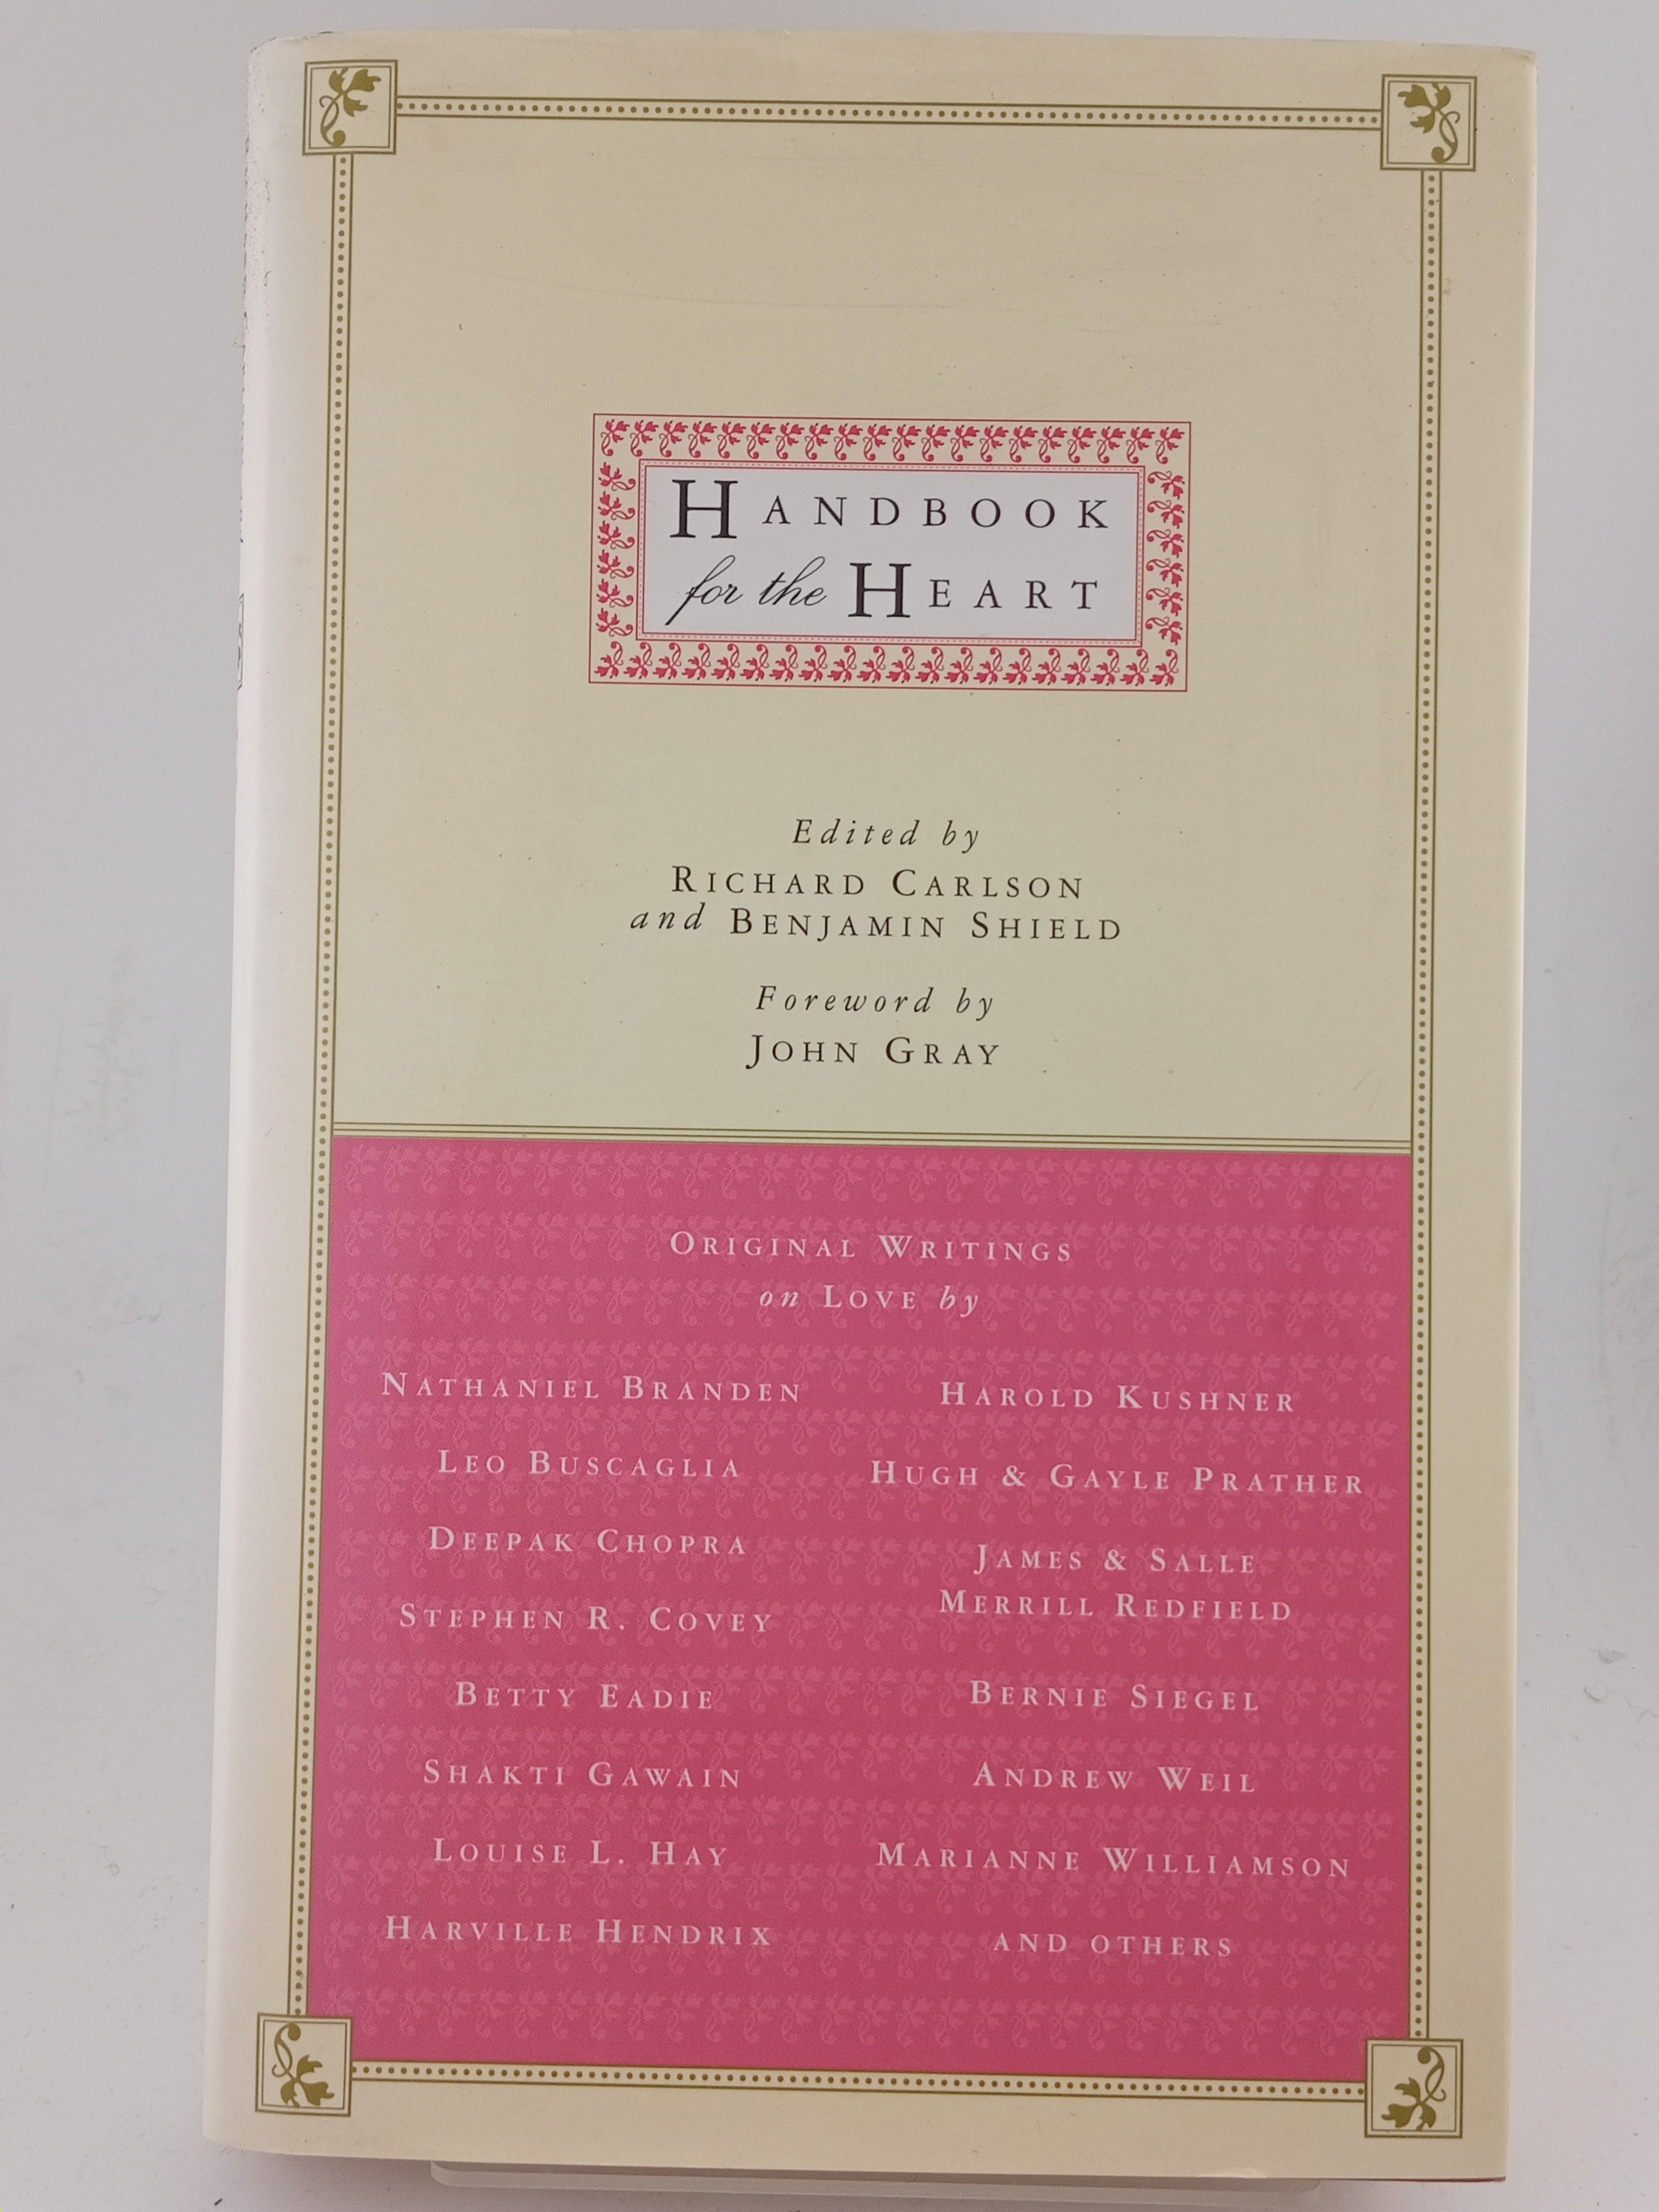 HANDBOOK
for the HEART
Edited by
RICHARD CARLSON
and BENJAMIN SHIELD
Foreword by
JOHN GRAY
ORIGINAL WRITINGS
on LOVE by
NATHANIEL BRANDEN
LEO BUSCAGLIA
DEEPAK CHOPRA
STEPHEN R. COVEY
BETTY EADIE
SHAKTI GAWAIN
LOUISE L. HAY
HARVILLE HENDRIX
HAROLD KUSHNER
HUGH & GAYLE PRATHER
JAMES & SALLE
MERRILL REDFIELD
BERNIE SIEGEL
ANDREW WEIL
MARIANNE WILLIAMSON
AND OTHERS